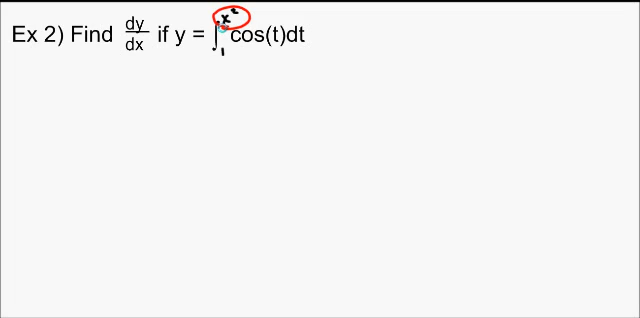 Ex 2) Find dy/dx if y = ∫₁^x² cos(t)dt